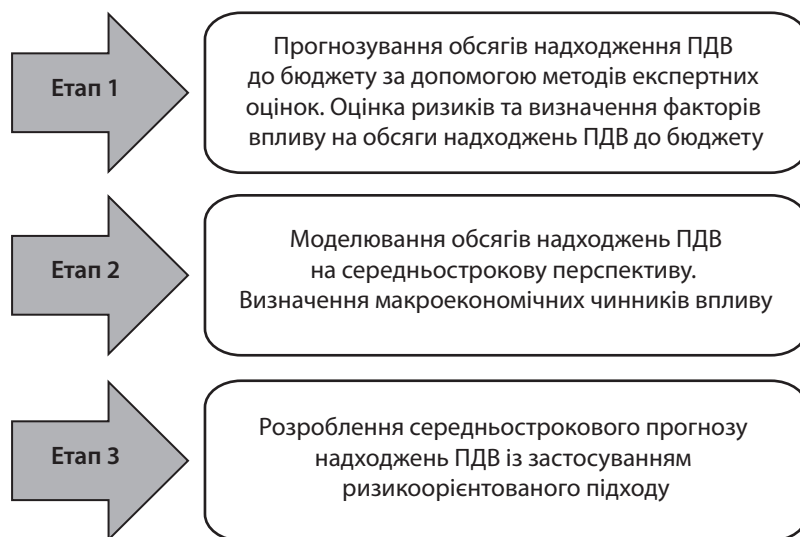 Етап 1
Прогнозування обсягів надходження ПДВ
до бюджету за допомогою методів експертних
оцінок. Оцінка ризиків та визначення факторів
впливу на обсяги надходжень ПДВ до бюджету
Етап 2
Моделювання обсягів надходжень ПДВ
на середньострокову перспективу.
Визначення макроекономічних чинників впливу
Етап 3
Розроблення середньострокового прогнозу
надходжень ПДВ із застосуванням
ризикоорієнтованого підходу